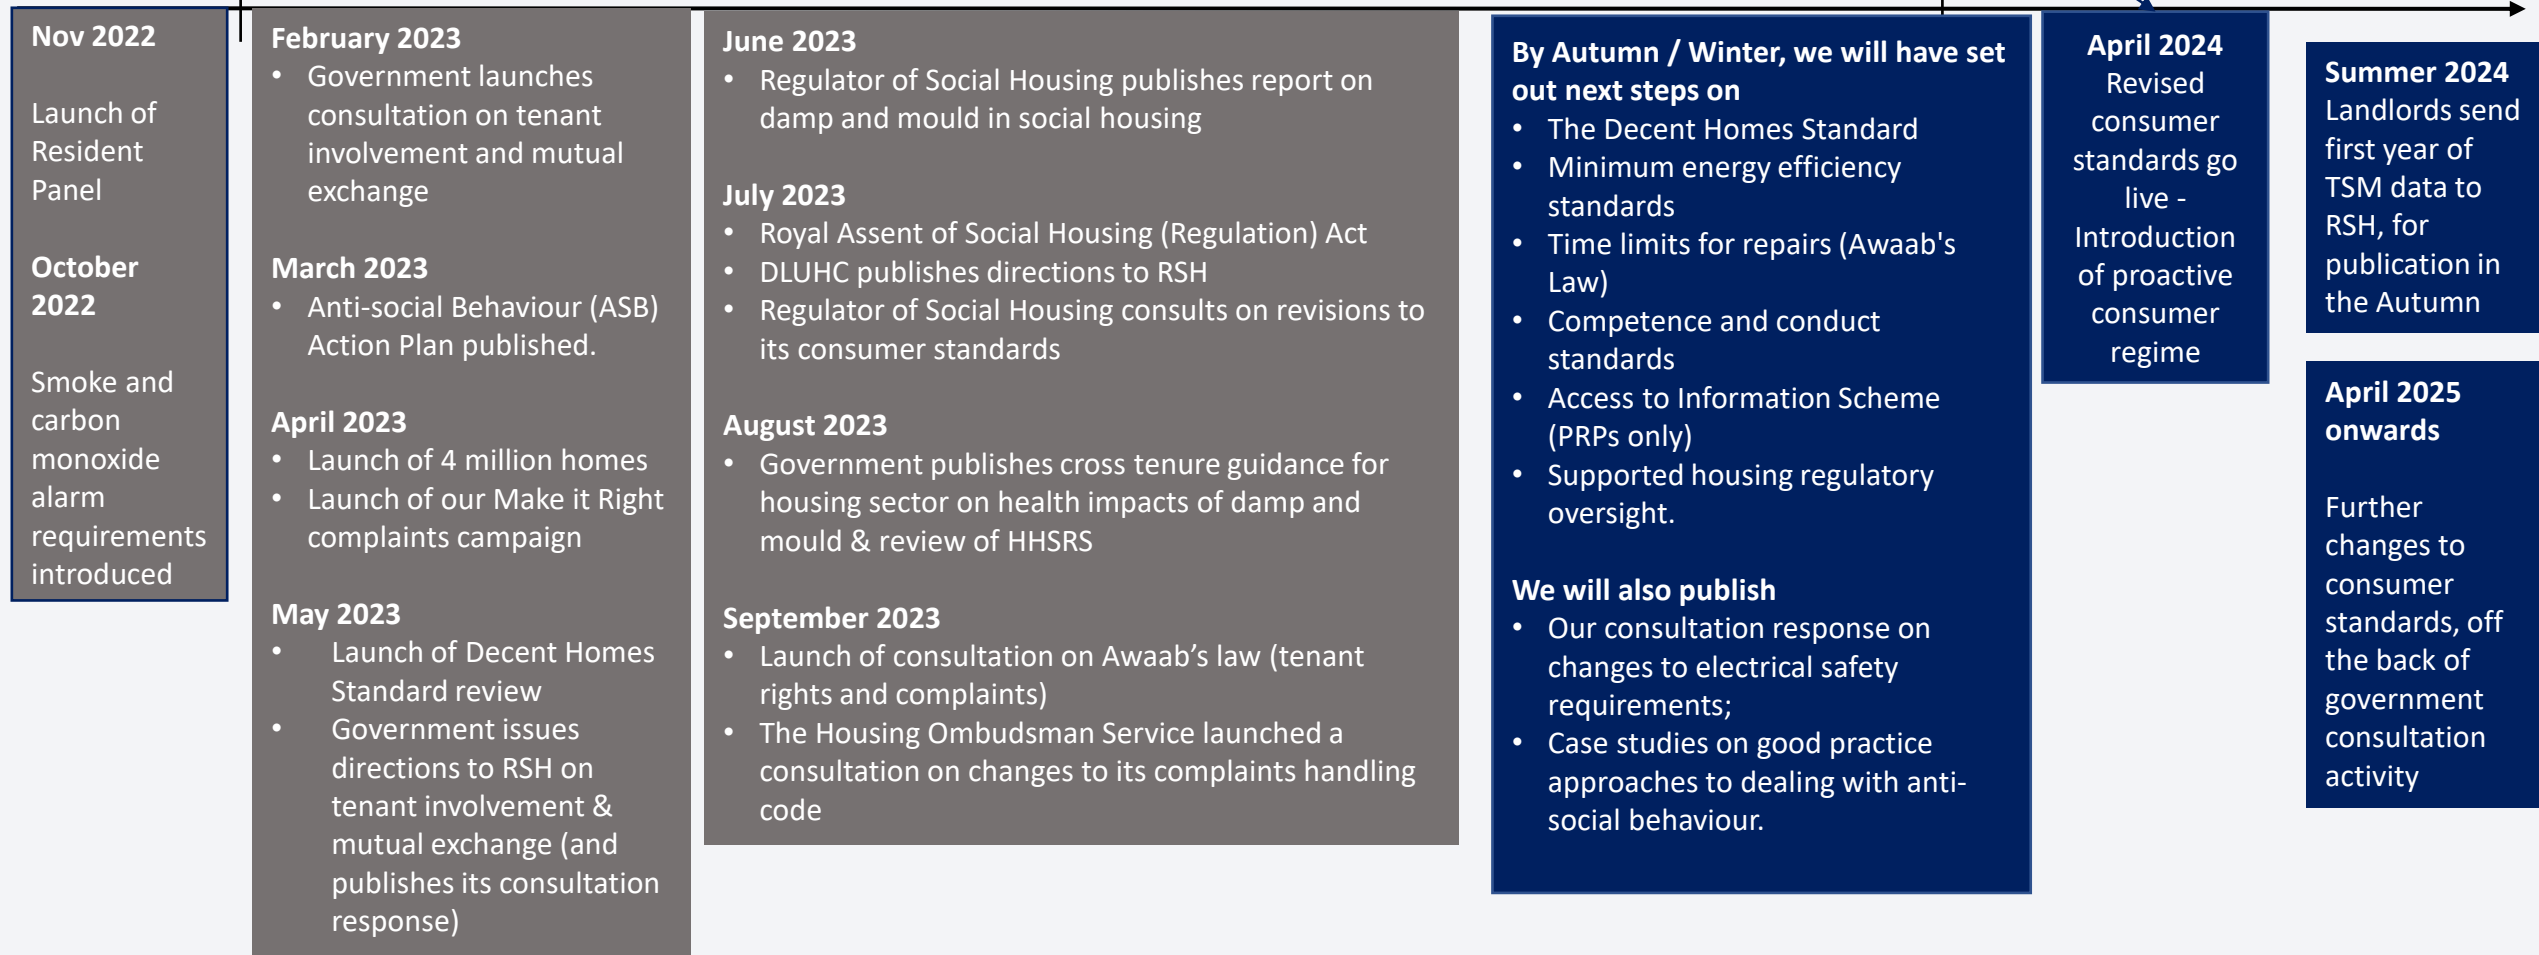 Nov 2022
Launch of
Resident
Panel
October
2022
Smoke and
carbon
monoxide
alarm
requirements
introduced
February 2023
• Government launches
consultation on tenant
involvement and mutual
exchange
March 2023
• Anti-social Behaviour (ASB)
Action Plan published.
April 2023
• Launch of 4 million homes
• Launch of our Make it Right
complaints campaign
May 2023
• Launch of Decent Homes
Standard review
• Government issues
directions to RSH on
tenant involvement &
mutual exchange (and
publishes its consultation
response)
June 2023
• Regulator of Social Housing publishes report on
damp and mould in social housing
July 2023
• Royal Assent of Social Housing (Regulation) Act
• DLUHC publishes directions to RSH
• Regulator of Social Housing consults on revisions to
its consumer standards
August 2023
• Government publishes cross tenure guidance for
housing sector on health impacts of damp and
mould & review of HHSRS
September 2023
• Launch of consultation on Awaab’s law (tenant
rights and complaints)
• The Housing Ombudsman Service launched a
consultation on changes to its complaints handling
code
By Autumn / Winter, we will have set
out next steps on
• The Decent Homes Standard
• Minimum energy efficiency
standards
• Time limits for repairs (Awaab's
Law)
• Competence and conduct
standards
• Access to Information Scheme
(PRPs only)
• Supported housing regulatory
oversight.
We will also publish
• Our consultation response on
changes to electrical safety
requirements;
• Case studies on good practice
approaches to dealing with anti-
social behaviour.
April 2024
Revised
consumer
standards go
live -
Introduction
of proactive
consumer
regime
Summer 2024
Landlords send
first year of
TSM data to
RSH, for
publication in
the Autumn
April 2025
onwards
Further
changes to
consumer
standards, off
the back of
government
consultation
activity